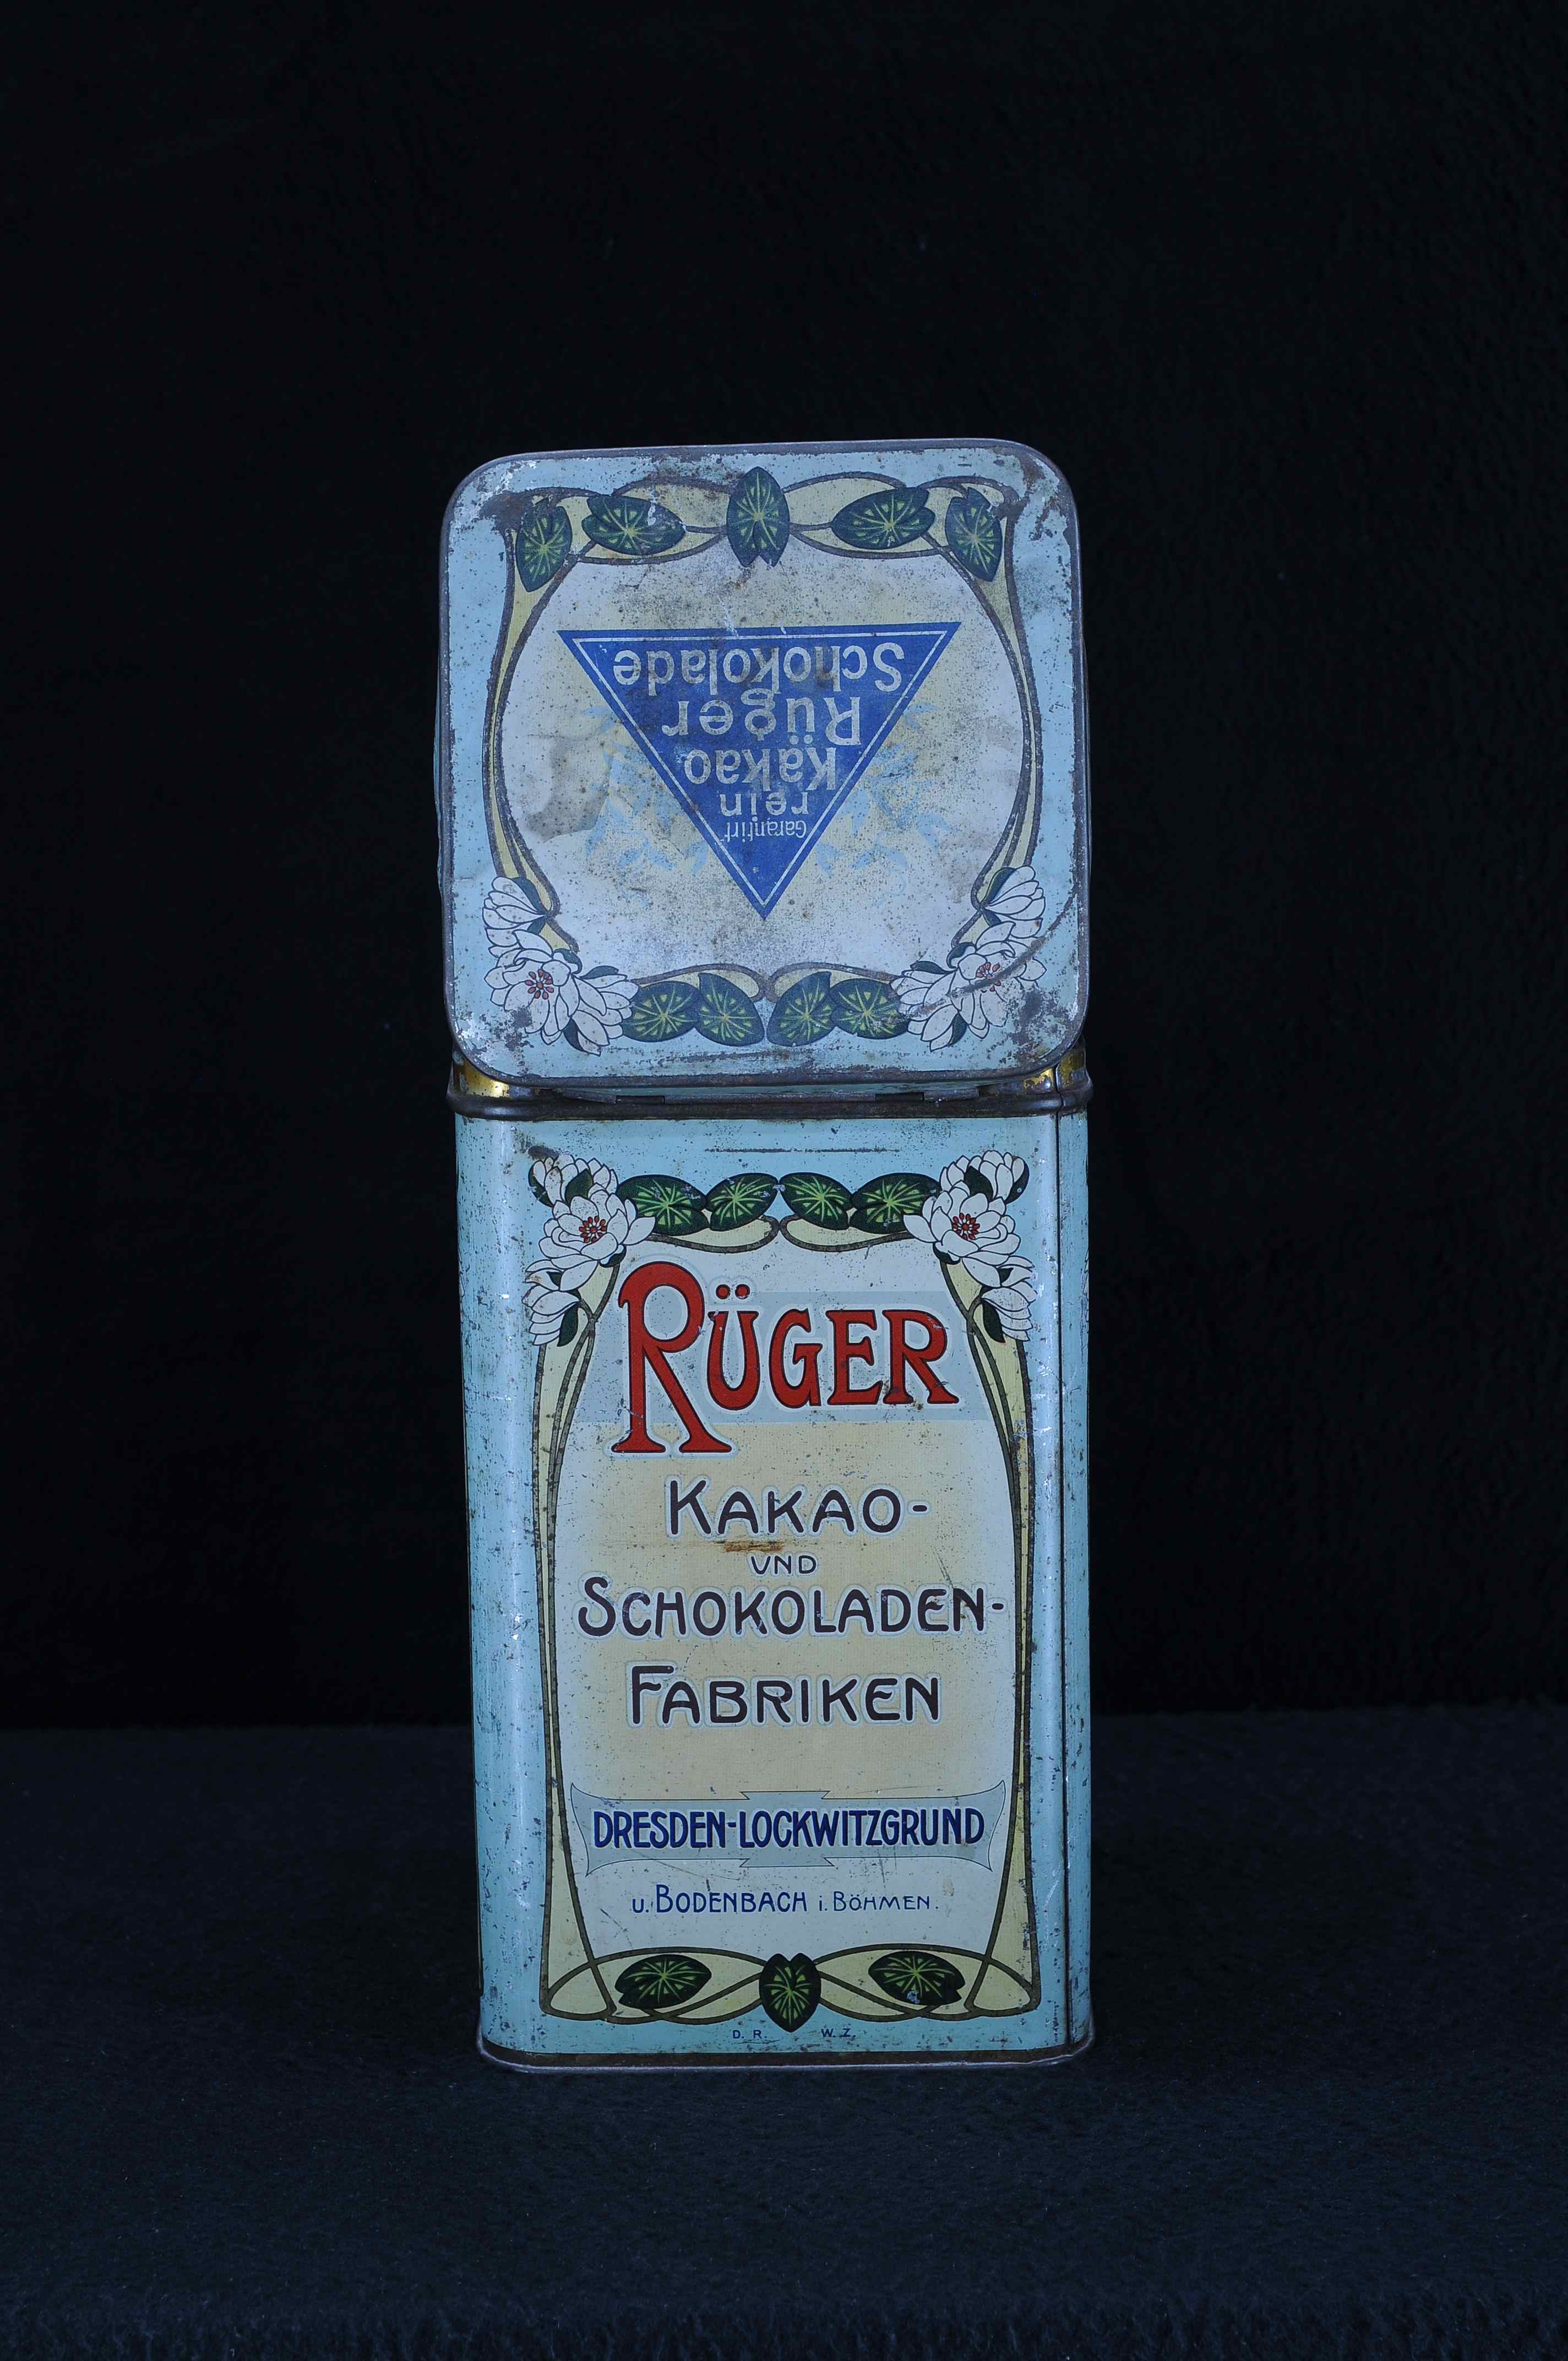 Garantirt
rein
Kakao
Rüger
Schokolade
RÜGER
KAKAO-
UND
SCHOKOLADEN-
FABRIKEN
DRESDEN-LOCKWITZGRUND
u. BODENBACH i. BÖHMEN.
D. R. W. Z.